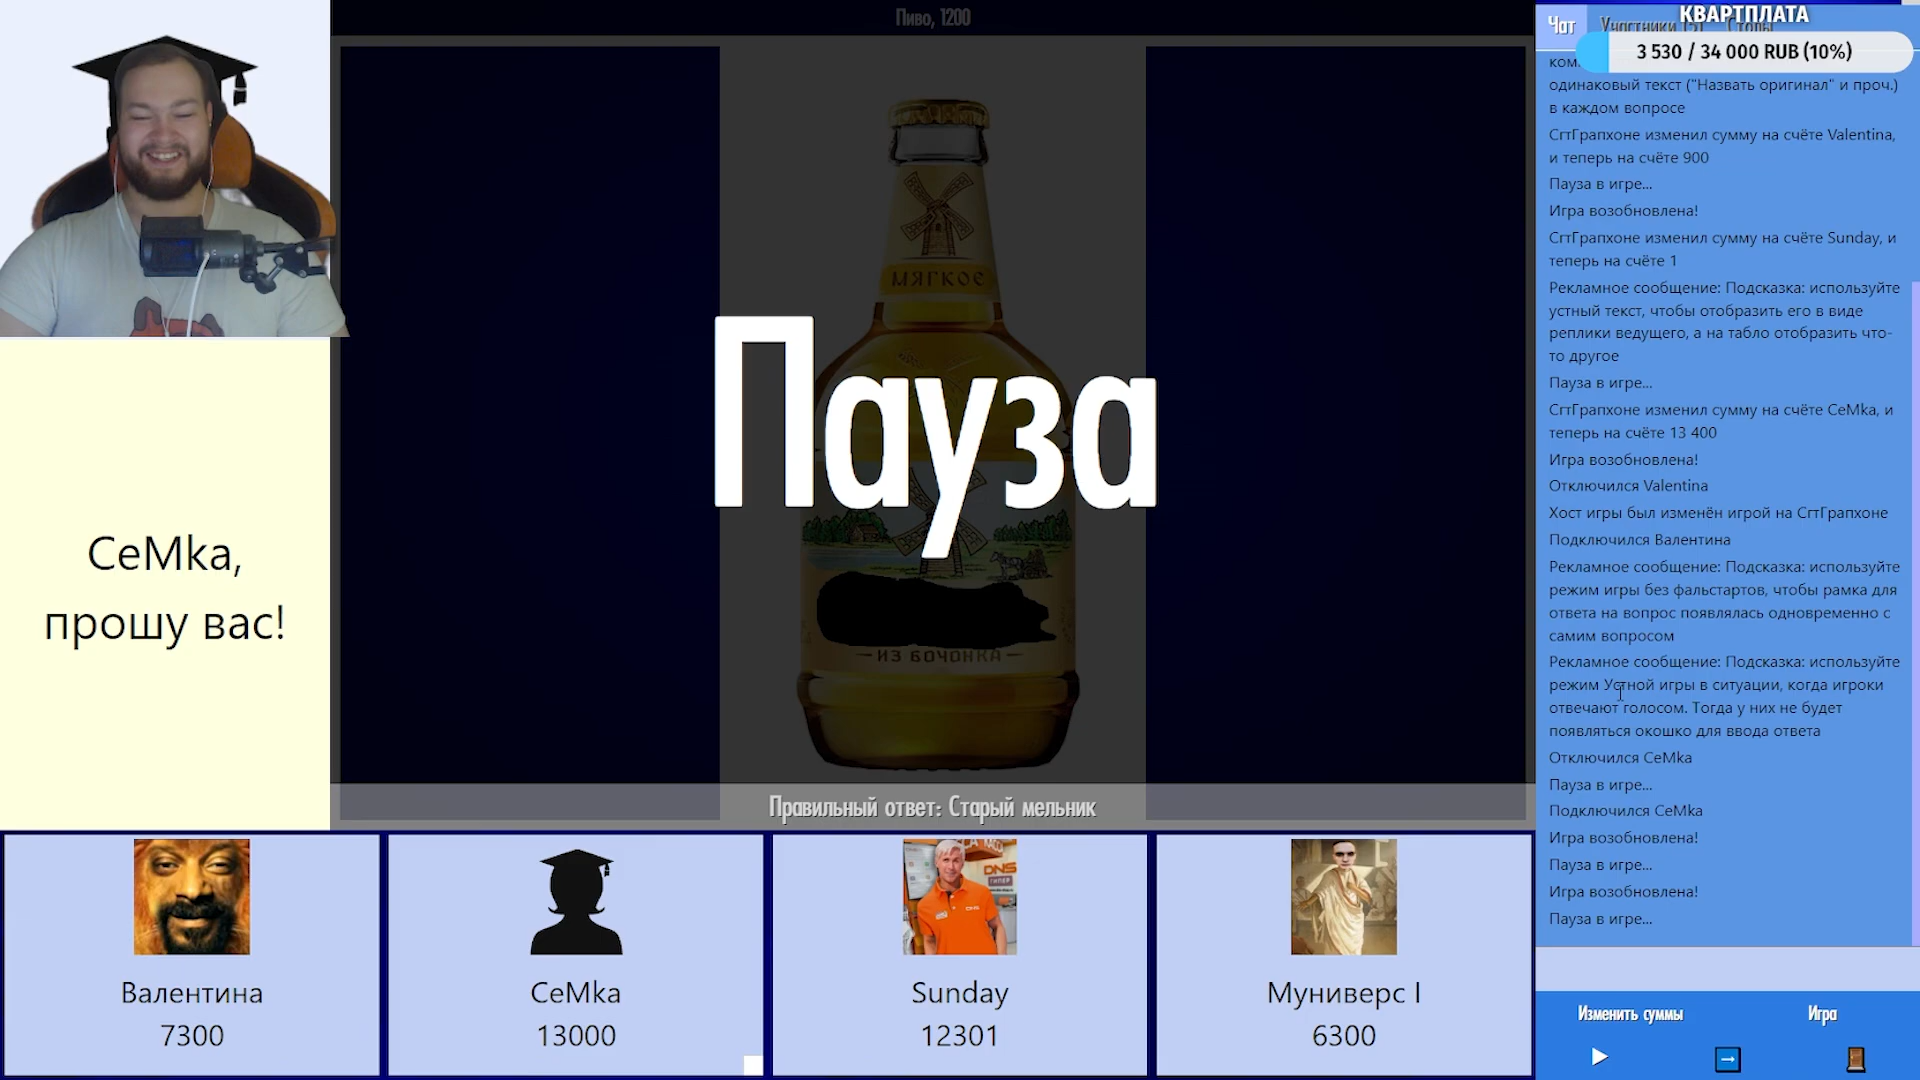 Пиво, 1200
МЯГКОЕ
Пауза
ИЗ БОЧОНКА
Правильный ответ: Старый мельник
CeMka,
прошу вас!
Валентина
7300
CeMka
13000
DNS
ГИПЕР
Sunday
12301
Муниверс I
6300
КВАРТПЛАТА
Чат
Участники (5)
Столы
3 530 / 34 000 RUB (10%)
одинаковый текст ("Назвать оригинал" и проч.)
в каждом вопросе
СгтГрапхоне изменил сумму на счёте Valentina,
и теперь на счёте 900
Пауза в игре...
Игра возобновлена!
СгтГрапхоне изменил сумму на счёте Sunday, и
теперь на счёте 1
Рекламное сообщение: Подсказка: используйте
устный текст, чтобы отобразить его в виде
реплики ведущего, а на табло отобразить что-
то другое
Пауза в игре...
СгтГрапхоне изменил сумму на счёте CeMka, и
теперь на счёте 13 400
Игра возобновлена!
Отключился Valentina
Хост игры был изменён игрой на СгтГрапхоне
Подключился Валентина
Рекламное сообщение: Подсказка: используйте
режим игры без фальстартов, чтобы рамка для
ответа на вопрос появлялась одновременно с
самим вопросом
Рекламное сообщение: Подсказка: используйте
режим Устной игры в ситуации, когда игроки
отвечают голосом. Тогда у них не будет
появляться окошко для ввода ответа
Отключился CeMka
Пауза в игре...
Подключился CeMka
Игра возобновлена!
Пауза в игре...
Игра возобновлена!
Пауза в игре...
Изменить суммы
Игра